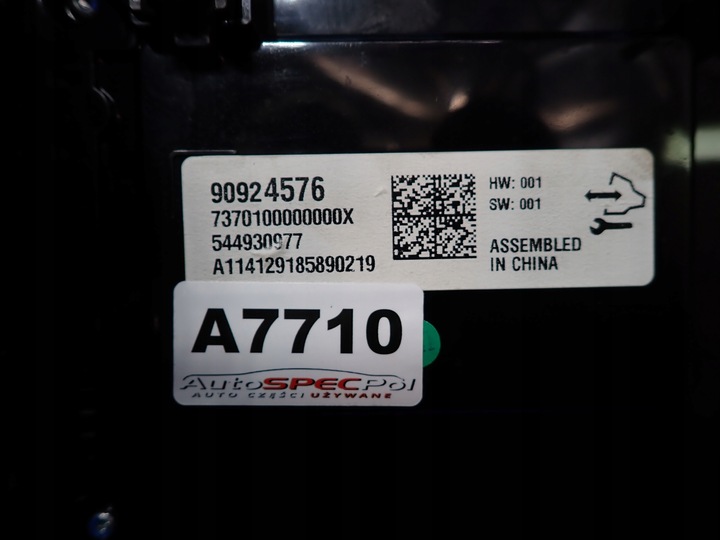 90924576
7370100000000X
544930977
A114129185890219
HW: 001
SW: 001
ASSEMBLED
IN CHINA
A7710
AutoSPECPol
AUTO CZĘŚCI UŻYWANE